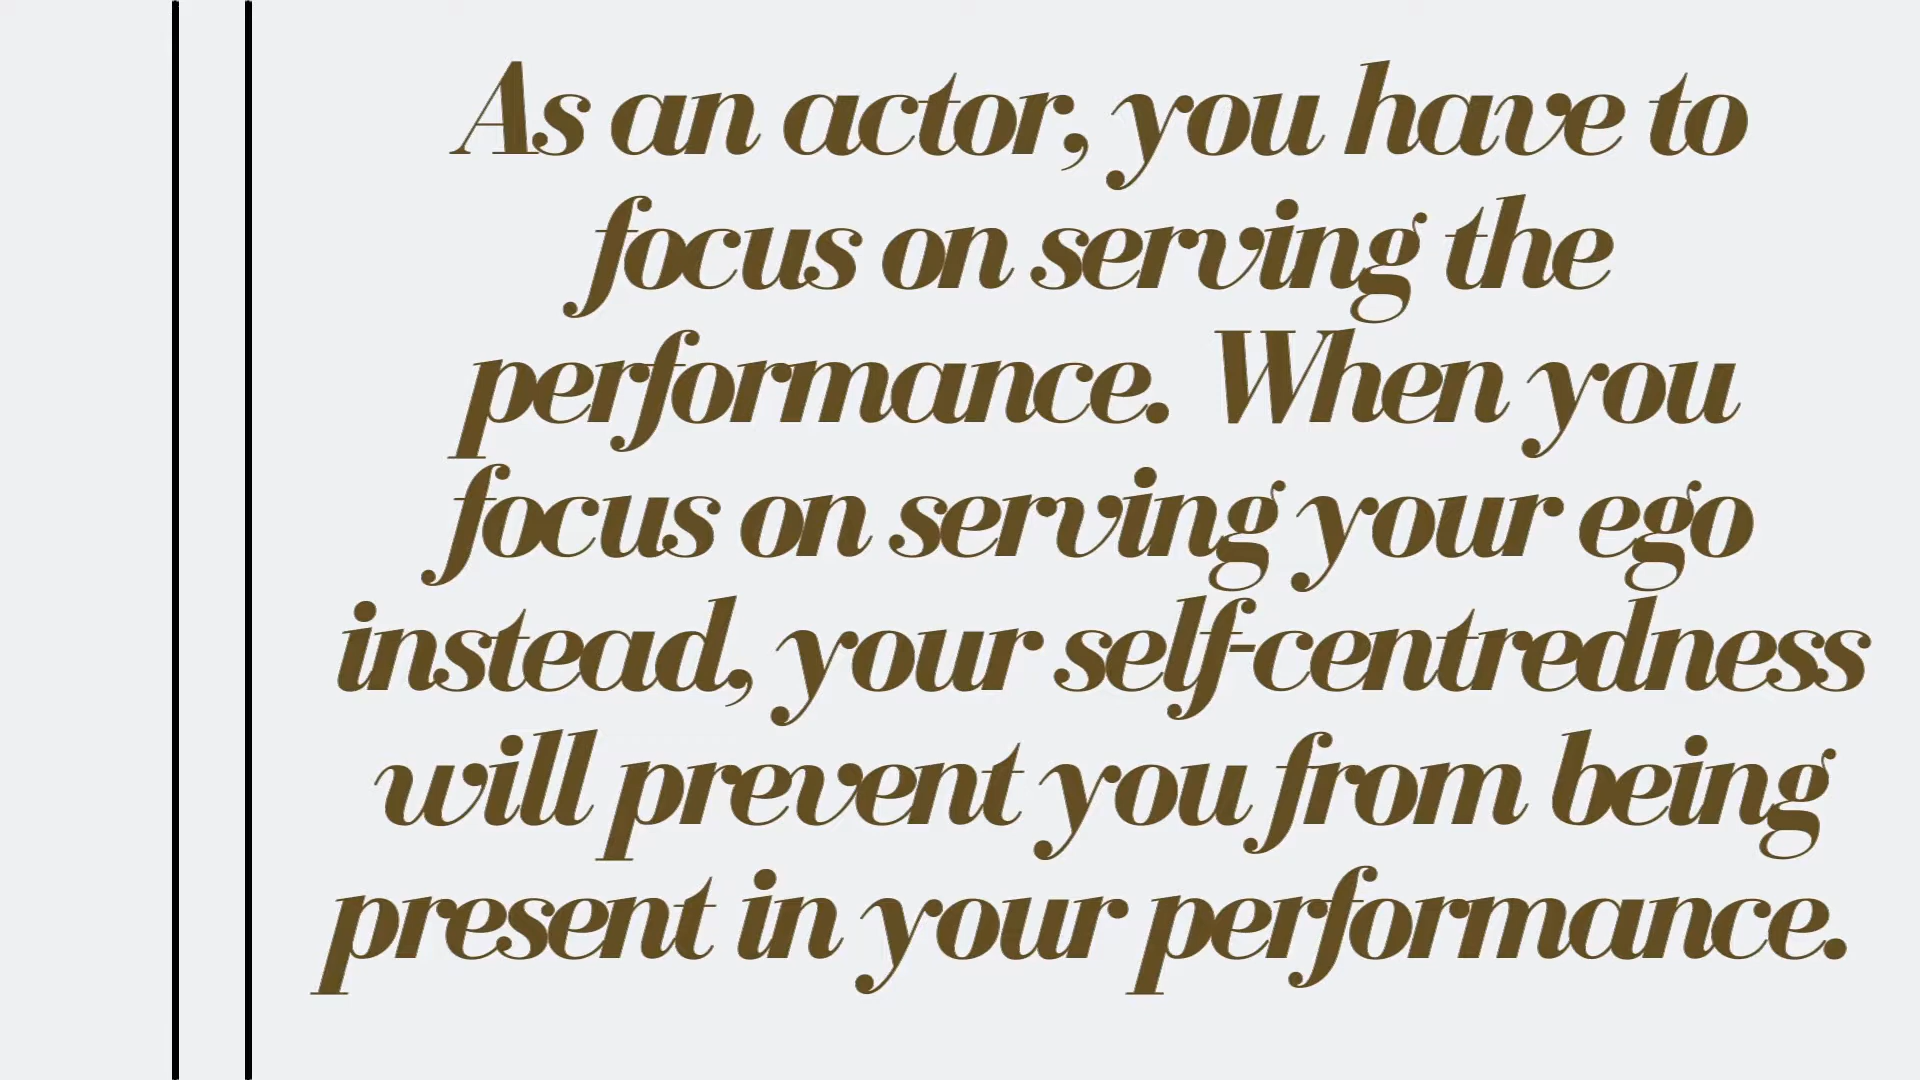 As an actor, you have to
focus on serving the
performance. When you
focus on serving your ego
instead, your self-centredness
will prevent you from being
present in your performance.